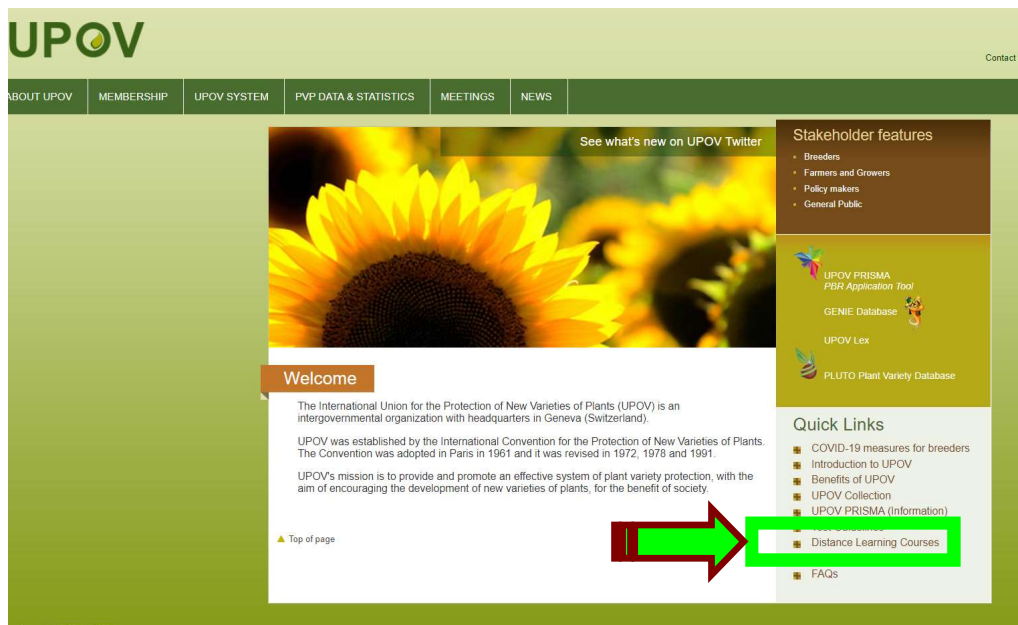 UPOV
Contact
ABOUT UPOV MEMBERSHIP UPOV SYSTEM PVP DATA & STATISTICS MEETINGS NEWS
See what's new on UPOV Twitter
Stakeholder features
Breeders
Farmers and Growers
Policy makers
General Public
UPOV PRISMA
PBR Application Tool
GENIE Database
UPOV Lex
PLUTO Plant Variety Database
Welcome
The International Union for the Protection of New Varieties of Plants (UPOV) is an
intergovernmental organization with headquarters in Geneva (Switzerland).
UPOV was established by the International Convention for the Protection of New Varieties of Plants.
The Convention was adopted in Paris in 1961 and it was revised in 1972, 1978 and 1991.
UPOV's mission is to provide and promote an effective system of plant variety protection, with the
aim of encouraging the development of new varieties of plants, for the benefit of society.
Top of page
Quick Links
COVID-19 measures for breeders
Introduction to UPOV
Benefits of UPOV
UPOV Collection
UPOV PRISMA (Information)
Distance Learning Courses
FAQs